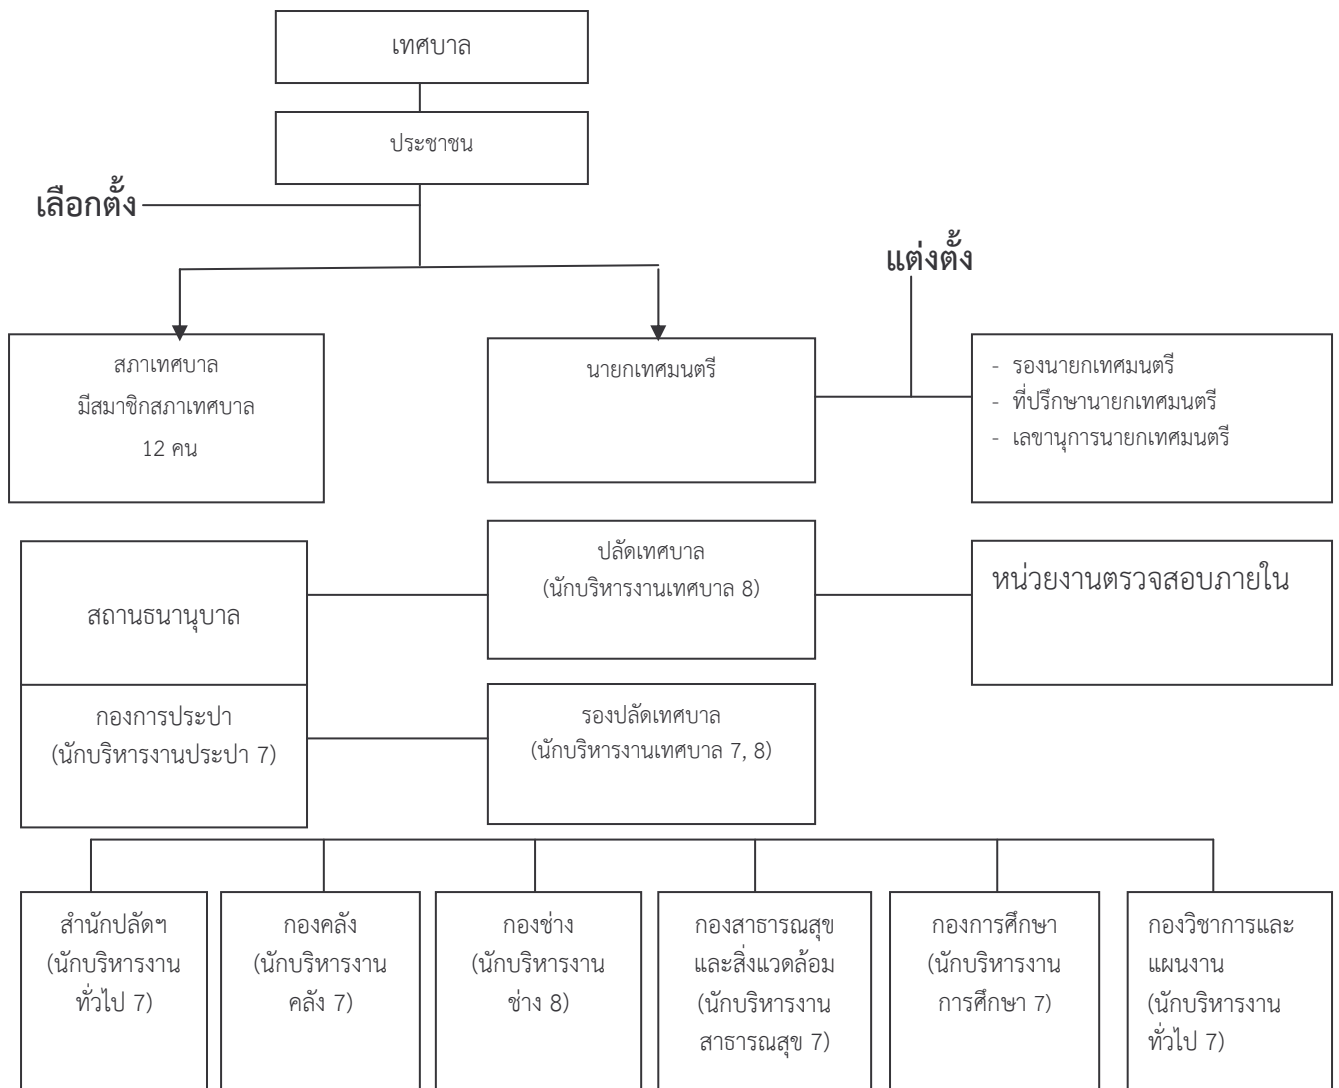 เทศบาล
ประชาชน
เลือกตั้ง
แต่งตั้ง
สภาเทศบาล
มีสมาชิกสภาเทศบาล
12 คน
นายกเทศมนตรี
- รองนายกเทศมนตรี
- ที่ปรึกษานายกเทศมนตรี
- เลขานุการนายกเทศมนตรี
สถานธนานุบาล
ปลัดเทศบาล
(นักบริหารงานเทศบาล 8)
หน่วยงานตรวจสอบภายใน
กองการประปา
(นักบริหารงานประปา 7)
รองปลัดเทศบาล
(นักบริหารงานเทศบาล 7, 8)
สำนักปลัดฯ
(นักบริหารงาน
ทั่วไป 7)
กองคลัง
(นักบริหารงาน
คลัง 7)
กองช่าง
(นักบริหารงาน
ช่าง 8)
กองสาธารณสุข
และสิ่งแวดล้อม
(นักบริหารงาน
สาธารณสุข 7)
กองการศึกษา
(นักบริหารงาน
การศึกษา 7)
กองวิชาการและ
แผนงาน
(นักบริหารงาน
ทั่วไป 7)